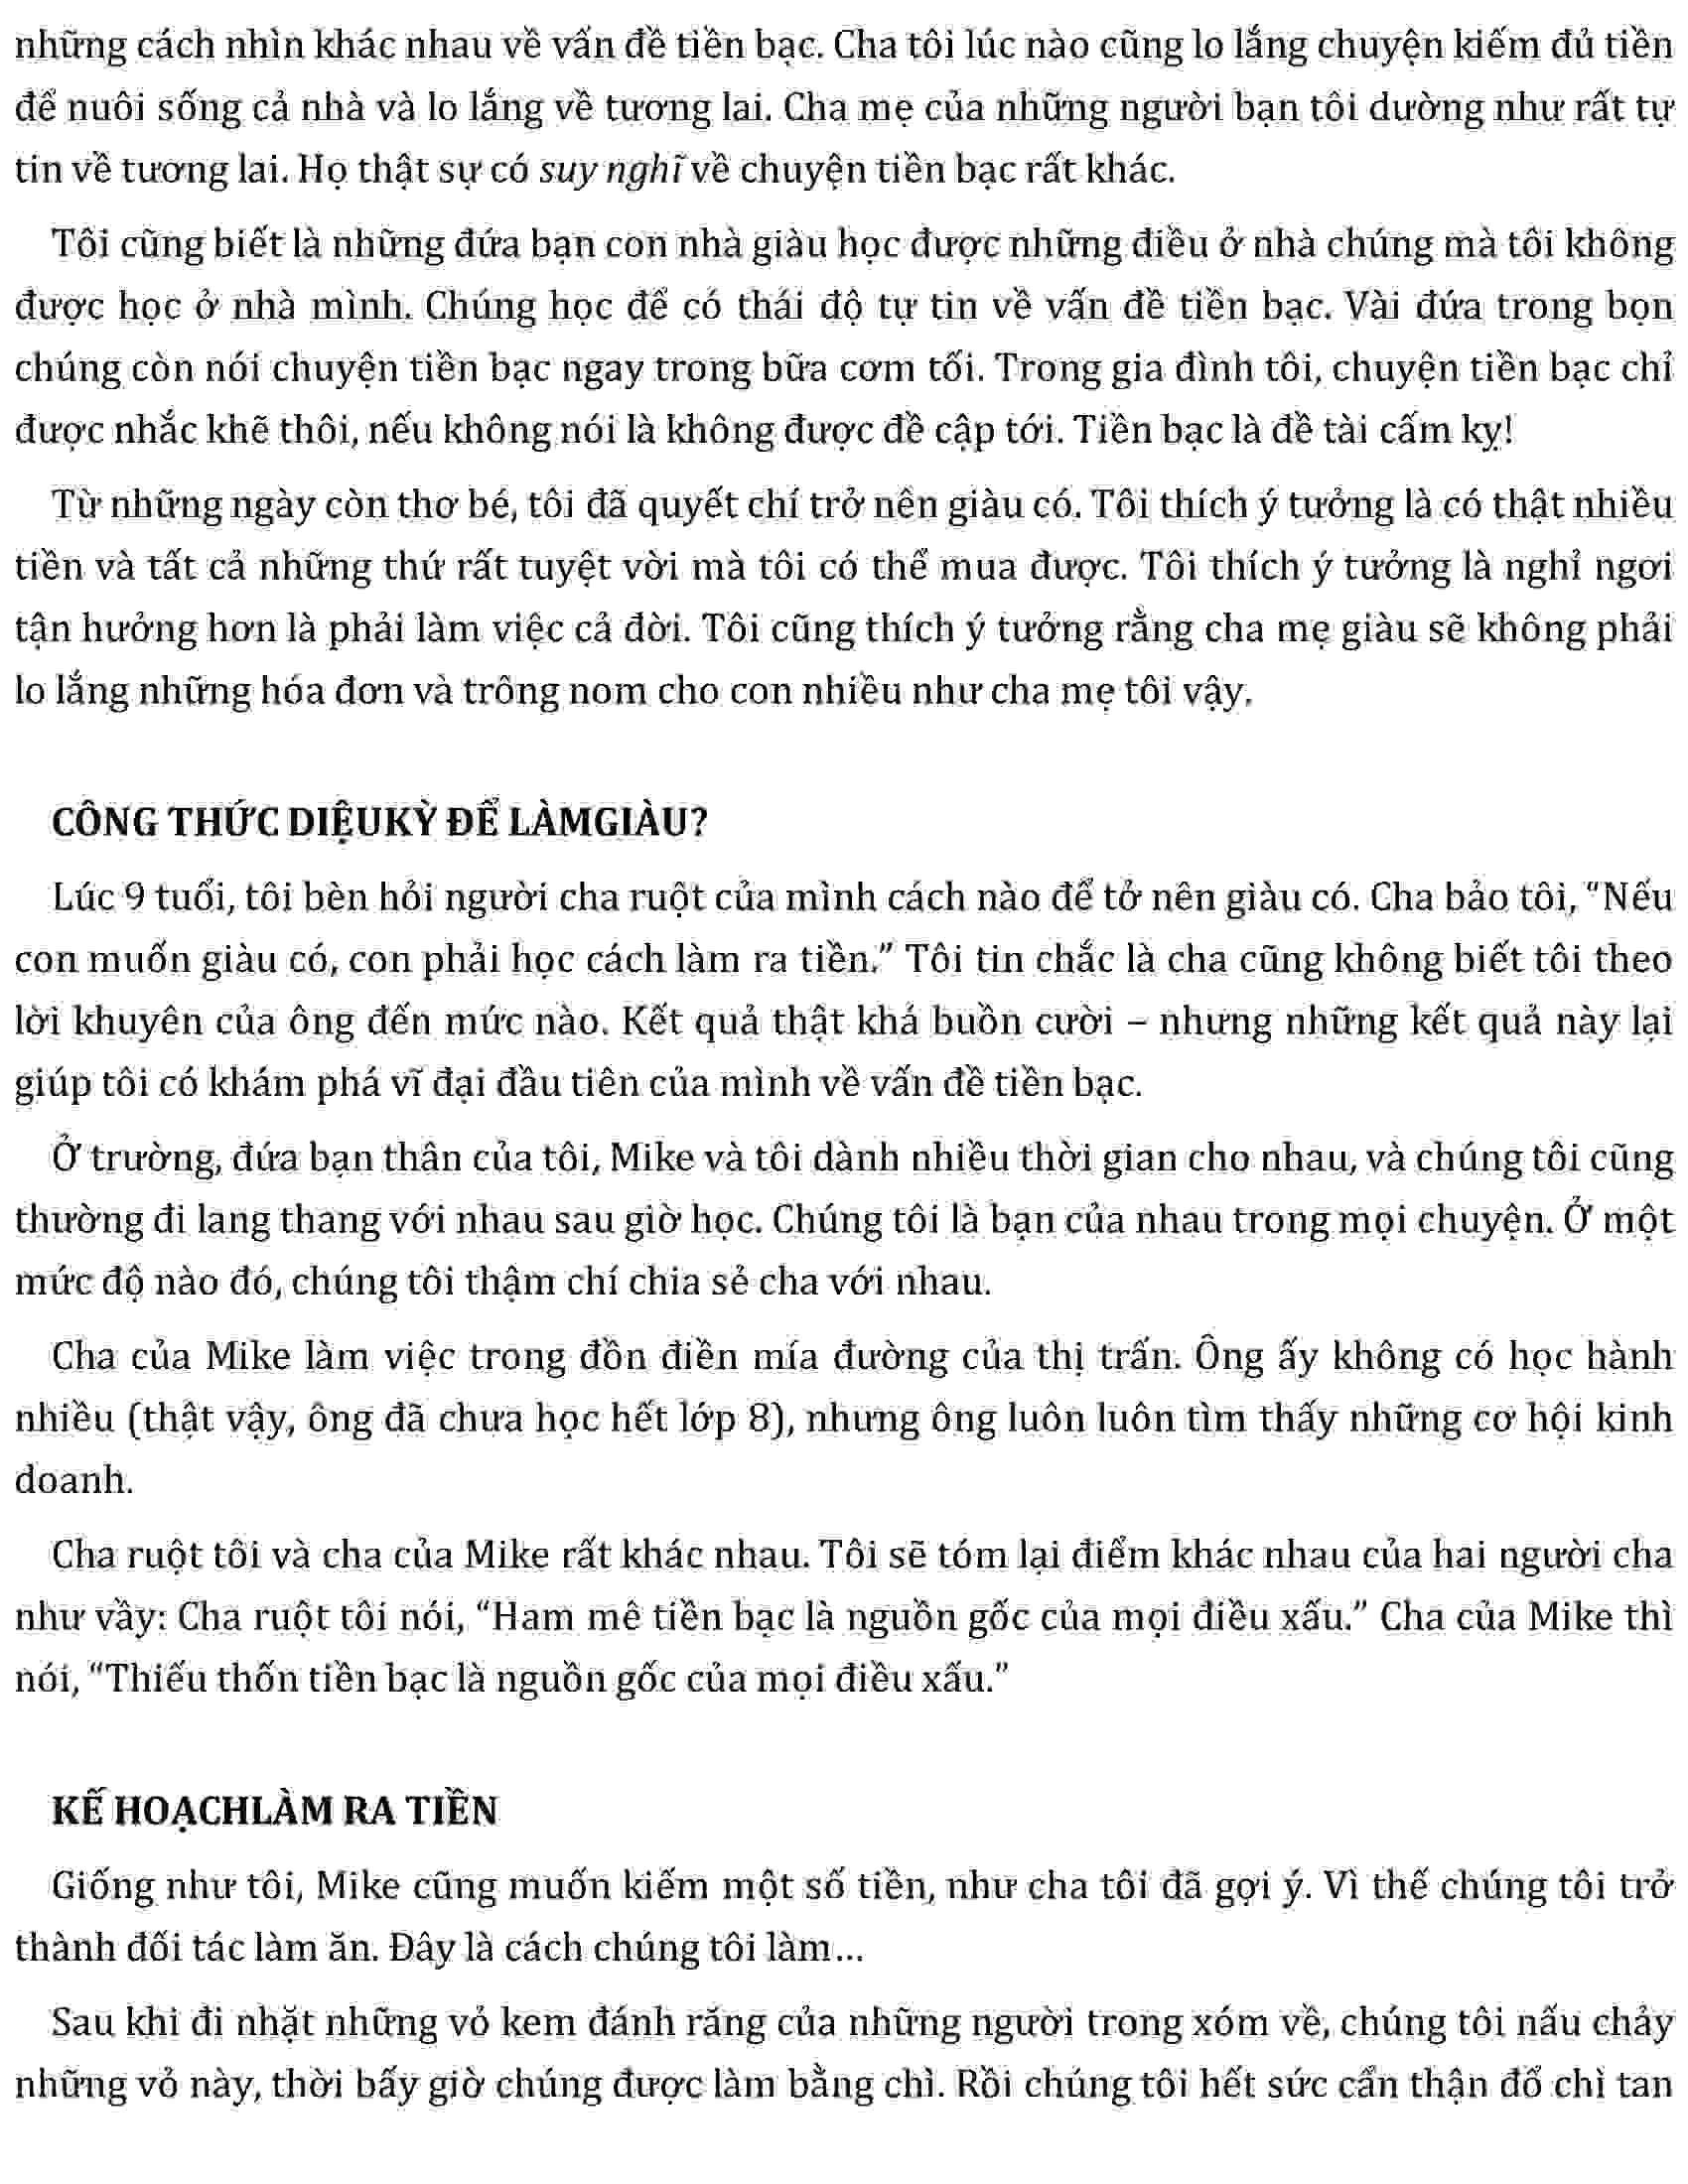 những cách nhìn khác nhau về vấn đề tiền bạc. Cha tôi lúc nào cũng lo lắng chuyện kiếm đủ tiền
để nuôi sống cả nhà và lo lắng về tương lai. Cha mẹ của những người bạn tôi dường như rất tự
tin về tương lai. Họ thật sự có suy nghĩ về chuyện tiền bạc rất khác.
Tôi cũng biết là những đứa bạn con nhà giàu học được những điều ở nhà chúng mà tôi không
được học ở nhà mình. Chúng học để có thái độ tự tin về vấn đề tiền bạc. Vài đứa trong bọn
chúng còn nói chuyện tiền bạc ngay trong bữa cơm tối. Trong gia đình tôi, chuyện tiền bạc chỉ
được nhắc khẽ thôi, nếu không nói là không được đề cập tới. Tiền bạc là đề tài cấm kỵ!
Từ những ngày còn thơ bé, tôi đã quyết chí trở nên giàu có. Tôi thích ý tưởng là có thật nhiều
tiền và tất cả những thứ rất tuyệt vời mà tôi có thể mua được. Tôi thích ý tưởng là nghỉ ngơi
tận hưởng hơn là phải làm việc cả đời. Tôi cũng thích ý tưởng rằng cha mẹ giàu sẽ không phải
lo lắng những hóa đơn và trông nom cho con nhiều như cha mẹ tôi vậy.
CÔNG THỨC DIỆUKỲ ĐỂ LÀMGIÀU?
Lúc 9 tuổi, tôi bèn hỏi người cha ruột của mình cách nào để tở nên giàu có. Cha bảo tôi, “Nếu
con muốn giàu có, con phải học cách làm ra tiền.” Tôi tin chắc là cha cũng không biết tôi theo
lời khuyên của ông đến mức nào. Kết quả thật khá buồn cười – nhưng những kết quả này lại
giúp tôi có khám phá vĩ đại đầu tiên của mình về vấn đề tiền bạc.
Ở trường, đứa bạn thân của tôi, Mike và tôi dành nhiều thời gian cho nhau, và chúng tôi cũng
thường đi lang thang với nhau sau giờ học. Chúng tôi là bạn của nhau trong mọi chuyện. Ở một
mức độ nào đó, chúng tôi thậm chí chia sẻ cha với nhau.
Cha của Mike làm việc trong đồn điền mía đường của thị trấn. Ông ấy không có học hành
nhiều (thật vậy, ông đã chưa học hết lớp 8), nhưng ông luôn luôn tìm thấy những cơ hội kinh
doanh.
Cha ruột tôi và cha của Mike rất khác nhau. Tôi sẽ tóm lại điểm khác nhau của hai người cha
như vầy: Cha ruột tôi nói, “Ham mê tiền bạc là nguồn gốc của mọi điều xấu.” Cha của Mike thì
nói, “Thiếu thốn tiền bạc là nguồn gốc của mọi điều xấu.”
KẾ HOẠCHLÀM RA TIỀN
Giống như tôi, Mike cũng muốn kiếm một số tiền, như cha tôi đã gợi ý. Vì thế chúng tôi trở
thành đối tác làm ăn. Đây là cách chúng tôi làm...
Sau khi đi nhặt những vỏ kem đánh răng của những người trong xóm về, chúng tôi nấu chảy
những vỏ này, thời bấy giờ chúng được làm bằng chì. Rồi chúng tôi hết sức cẩn thận đổ chì tan